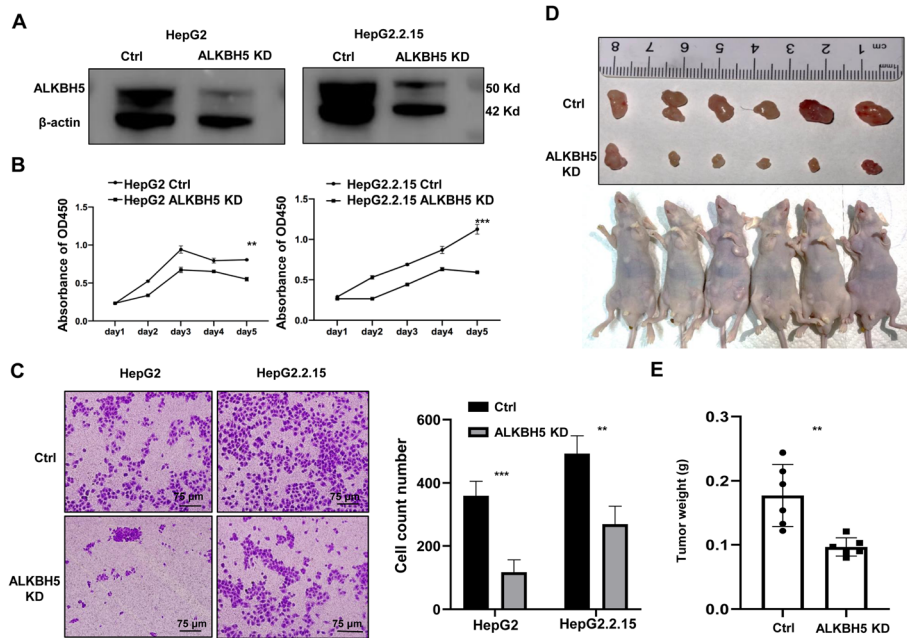 A
HepG2
HepG2.2.15
Ctrl
ALKBH5 KD
Ctrl
ALKBH5 KD
ALKBH5
50 Kd
β-actin
42 Kd
B
HepG2 Ctrl
HepG2 ALKBH5 KD
HepG2.2.15 Ctrl
HepG2.2.15 ALKBH5 KD
Absorbance of OD450
1.5
1.0
0.5
0.0
**
day1 day2 day3 day4 day5
Absorbance of OD450
1.5
1.0
0.5
0.0
***
day1 day2 day3 day4 day5
C
HepG2
HepG2.2.15
Ctrl
75 μm
75 μm
ALKBH5
KD
75 μm
75 μm
Cell count number
600
400
200
0
Ctrl
ALKBH5 KD
***
**
HepG2
HepG2.2.15
D
8 7 6 5 4 3 2 1 cm
1mm
Ctrl
ALKBH5
KD
E
Tumor weight (g)
0.3
0.2
0.1
0.0
**
Ctrl
ALKBH5 KD